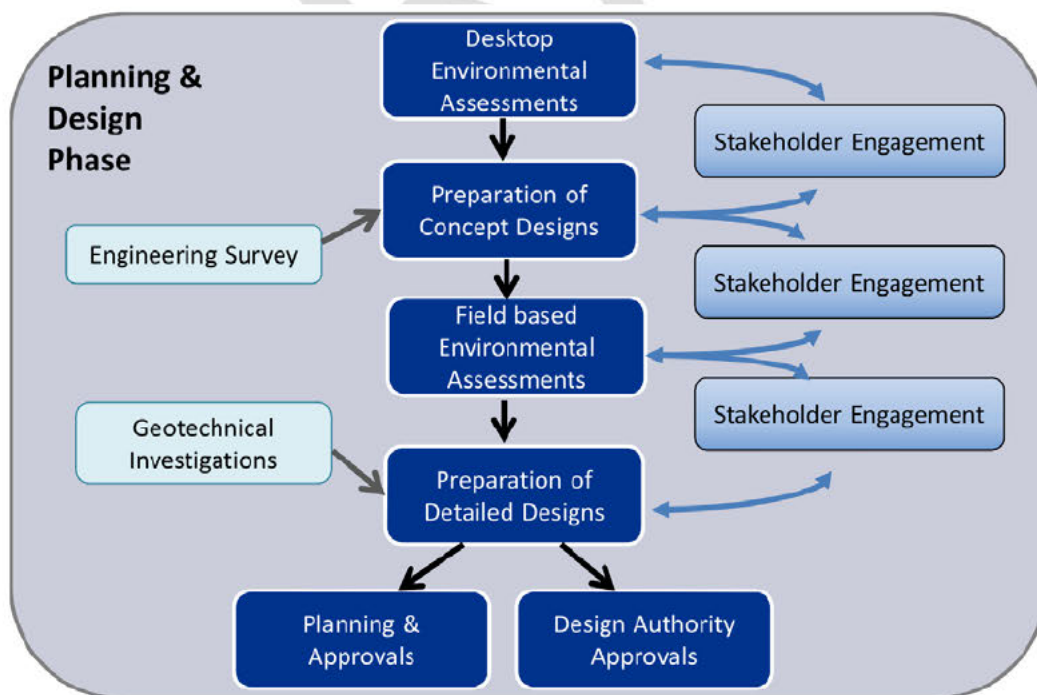 Planning &
Design
Phase
Desktop
Environmental
Assessments
Stakeholder Engagement
Preparation of
Concept Designs
Engineering Survey
Stakeholder Engagement
Field based
Environmental
Assessments
Stakeholder Engagement
Geotechnical
Investigations
Preparation of
Detailed Designs
Planning &
Approvals
Design Authority
Approvals